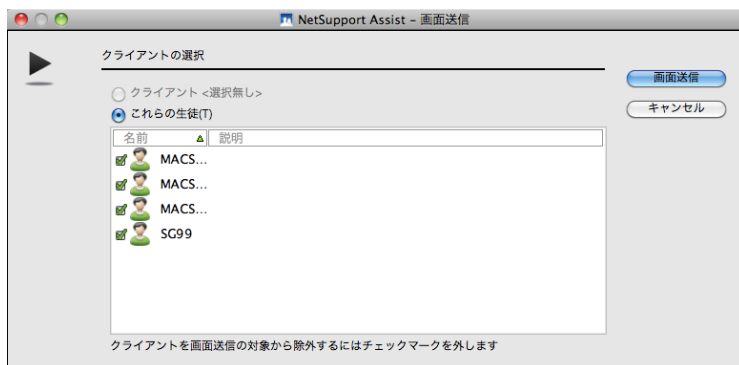 NetSupport Assist – 画面送信
クライアントの選択
画面送信
キャンセル
クライアント <選択無し>
これらの生徒(T)
名前 説明
MACS...
MACS...
MACS...
SG99
クライアントを画面送信の対象から除外するにはチェックマークを外します